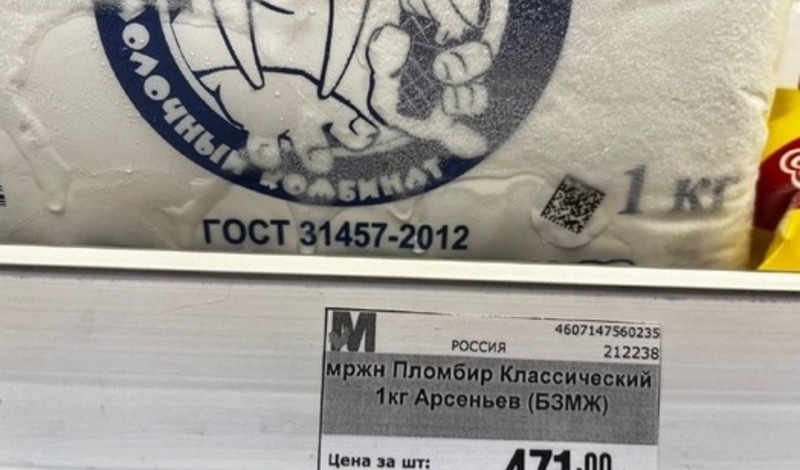 МОЛОЧНЫЙ КОМБИНАТ
1 кг
ГОСТ 31457-2012
М
4607147560235
РОССИЯ
212238
мржн Пломбир Классический
1кг Арсеньев (БЗМЖ)
Цена за шт:
471.00